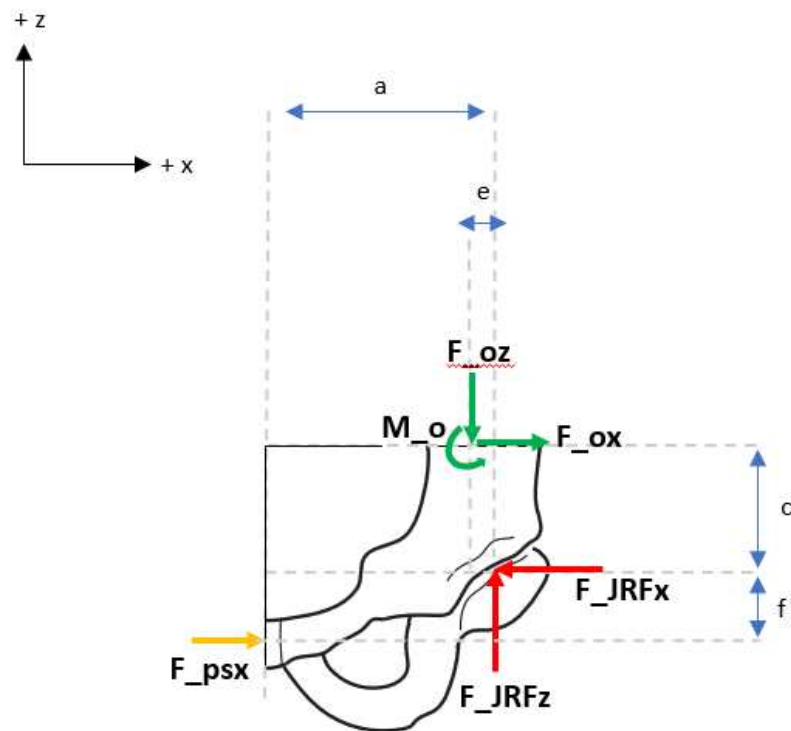 + z
a
+ x
e
F_oz
M_o
F_ox
d
F_JRFx
f
F_psx
F_JRFz